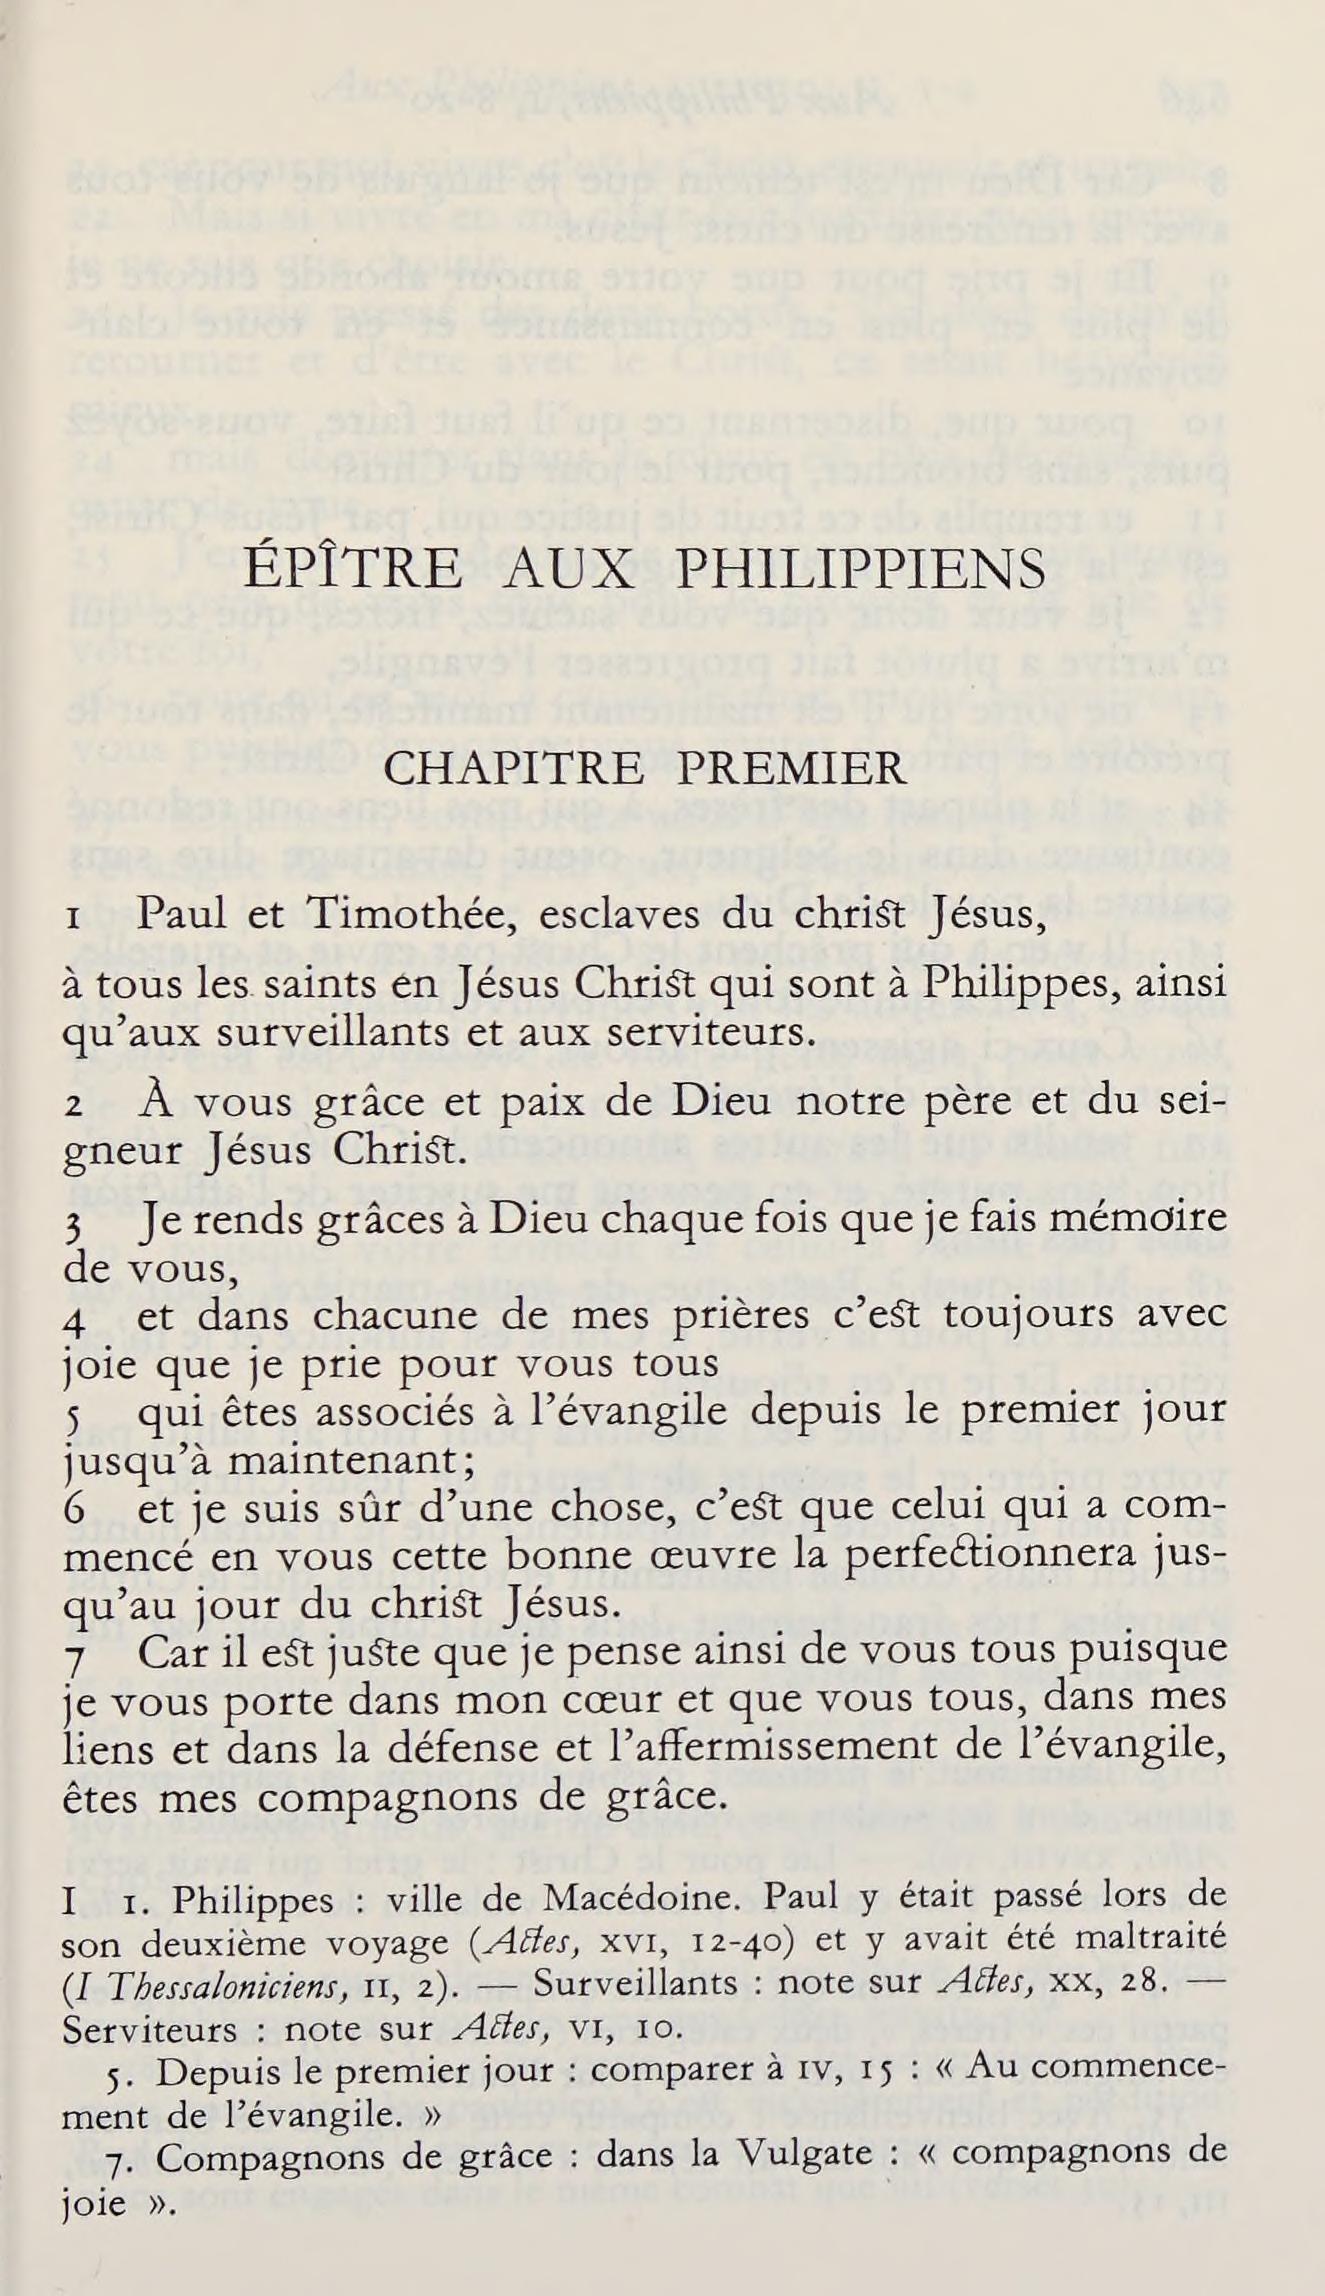 ÉPÎTRE AUX PHILIPPIENS
CHAPITRE PREMIER
1 Paul et Timothée, esclaves du christ Jésus,
à tous les saints en Jésus Christ qui sont à Philippes, ainsi
qu’aux surveillants et aux serviteurs.
2 À vous grâce et paix de Dieu notre père et du sei-
gneur Jésus Christ.
3 Je rends grâces à Dieu chaque fois que je fais mémoire
de vous,
4 et dans chacune de mes prières c’est toujours avec
joie que je prie pour vous tous
5 qui êtes associés à l’évangile depuis le premier jour
jusqu’à maintenant ;
6 et je suis sûr d’une chose, c’est que celui qui a com-
mencé en vous cette bonne œuvre la perfectionnera jus-
qu’au jour du christ Jésus.
7 Car il est juste que je pense ainsi de vous tous puisque
je vous porte dans mon cœur et que vous tous, dans mes
liens et dans la défense et l’affermissement de l’évangile,
êtes mes compagnons de grâce.
I 1. Philippes : ville de Macédoine. Paul y était passé lors de
son deuxième voyage (Actes, XVI, 12-40) et y avait été maltraité
(I Thessaloniciens, II, 2). — Surveillants : note sur Actes, XX, 28. —
Serviteurs : note sur Actes, VI, 10.
5. Depuis le premier jour : comparer à IV, 15 : « Au commence-
ment de l’évangile. »
7. Compagnons de grâce : dans la Vulgate : « compagnons de
joie ».